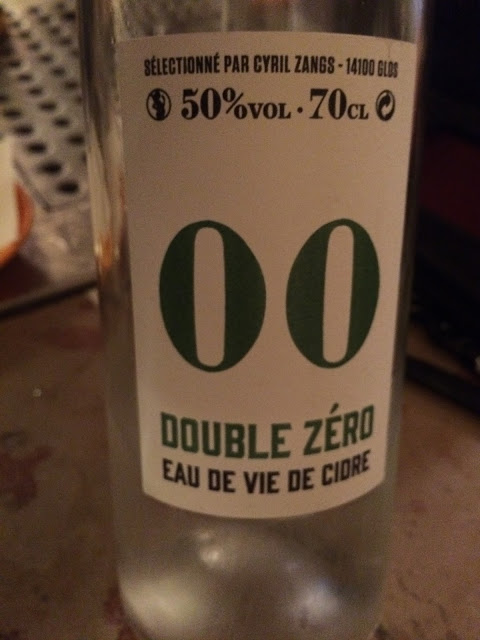 SÉLECTIONNÉ PAR CYRIL ZANGS - 14100 GLOS
50%VOL · 70CL
00
DOUBLE ZÉRO
EAU DE VIE DE CIDRE